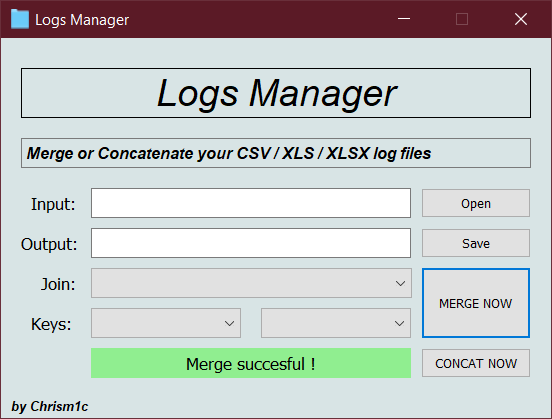 Logs Manager
Logs Manager
Merge or Concatenate your CSV / XLS / XLSX log files
Input:
Open
Output:
Save
Join:
MERGE NOW
Keys:
Merge succesful !
CONCAT NOW
by Chrism1c